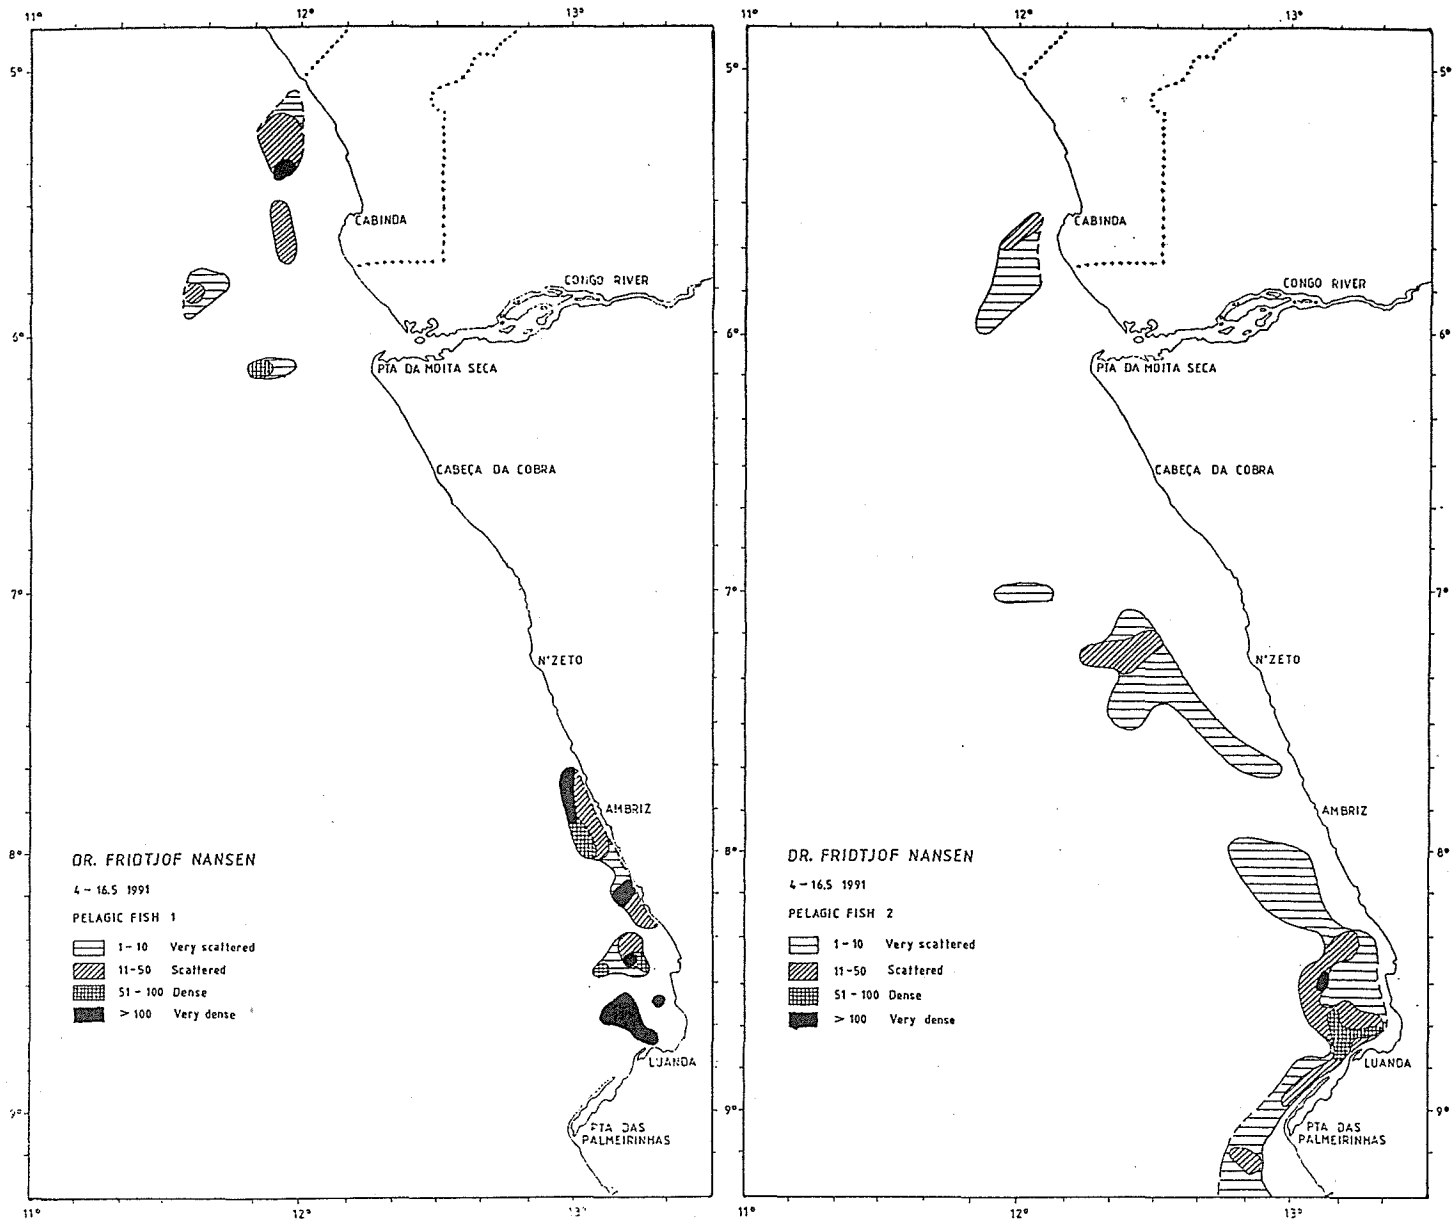 11° 12° 13°
5°
CABINDA
CONGO RIVER
6°
PTA DA MOITA SECA
CABEÇA DA COBRA
7°
N'ZETO
AMBRIZ
8°
DR. FRIDTJOF NANSEN
4 - 16.5 1991
PELAGIC FISH 1
1 - 10 Very scattered
11 - 50 Scattered
51 - 100 Dense
> 100 Very dense
LUANDA
9°
PTA DAS
PALMEIRINHAS
11° 12° 13°
11° 12° 13°
5° 5°
CABINDA
CONGO RIVER
6° 6°
PTA DA MOITA SECA
CABEÇA DA COBRA
7° 7°
N'ZETO
AMBRIZ
8° 8°
DR. FRIDTJOF NANSEN
4 - 16.5 1991
PELAGIC FISH 2
1 - 10 Very scattered
11 - 50 Scattered
51 - 100 Dense
> 100 Very dense
LUANDA
9° 9°
PTA DAS
PALMEIRINHAS
11° 12° 13°